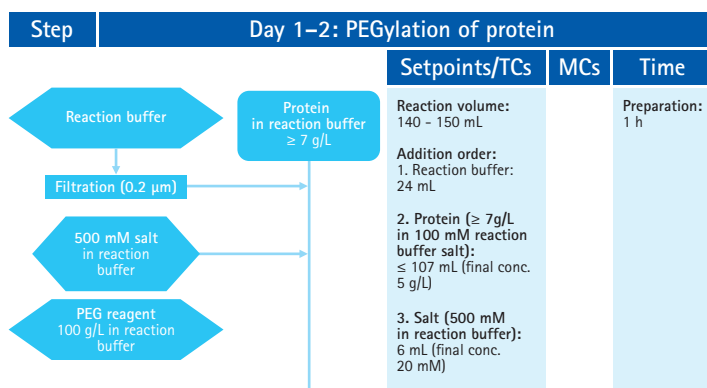 Step
Day 1–2: PEGylation of protein
Setpoints/TCs
MCs
Time
Reaction buffer
Protein
in reaction buffer
≥ 7 g/L
Filtration (0.2 µm)
500 mM salt
in reaction
buffer
PEG reagent
100 g/L in reaction
buffer
Reaction volume:
140 - 150 mL
Addition order:
1. Reaction buffer:
24 mL
2. Protein (≥ 7g/L
in 100 mM reaction
buffer salt):
≤ 107 mL (final conc.
5 g/L)
3. Salt (500 mM
in reaction buffer):
6 mL (final conc.
20 mM)
Preparation:
1 h